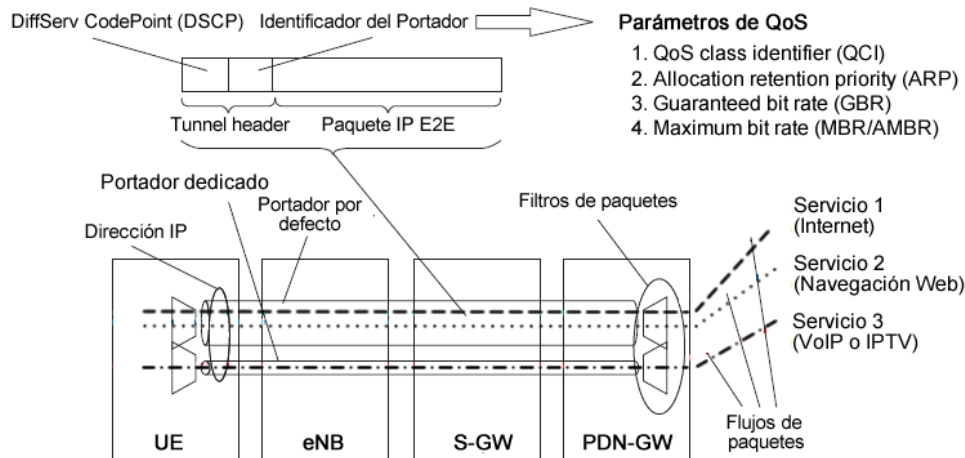 DiffServ CodePoint (DSCP)
Identificador del Portador
Parámetros de QoS
1. QoS class identifier (QCI)
2. Allocation retention priority (ARP)
3. Guaranteed bit rate (GBR)
4. Maximum bit rate (MBR/AMBR)
Tunnel header
Paquete IP E2E
Portador dedicado
Portador por
defecto
Dirección IP
Filtros de paquetes
Servicio 1
(Internet)
Servicio 2
(Navegación Web)
Servicio 3
(VoIP o IPTV)
Flujos de
paquetes
UE
eNB
S-GW
PDN-GW